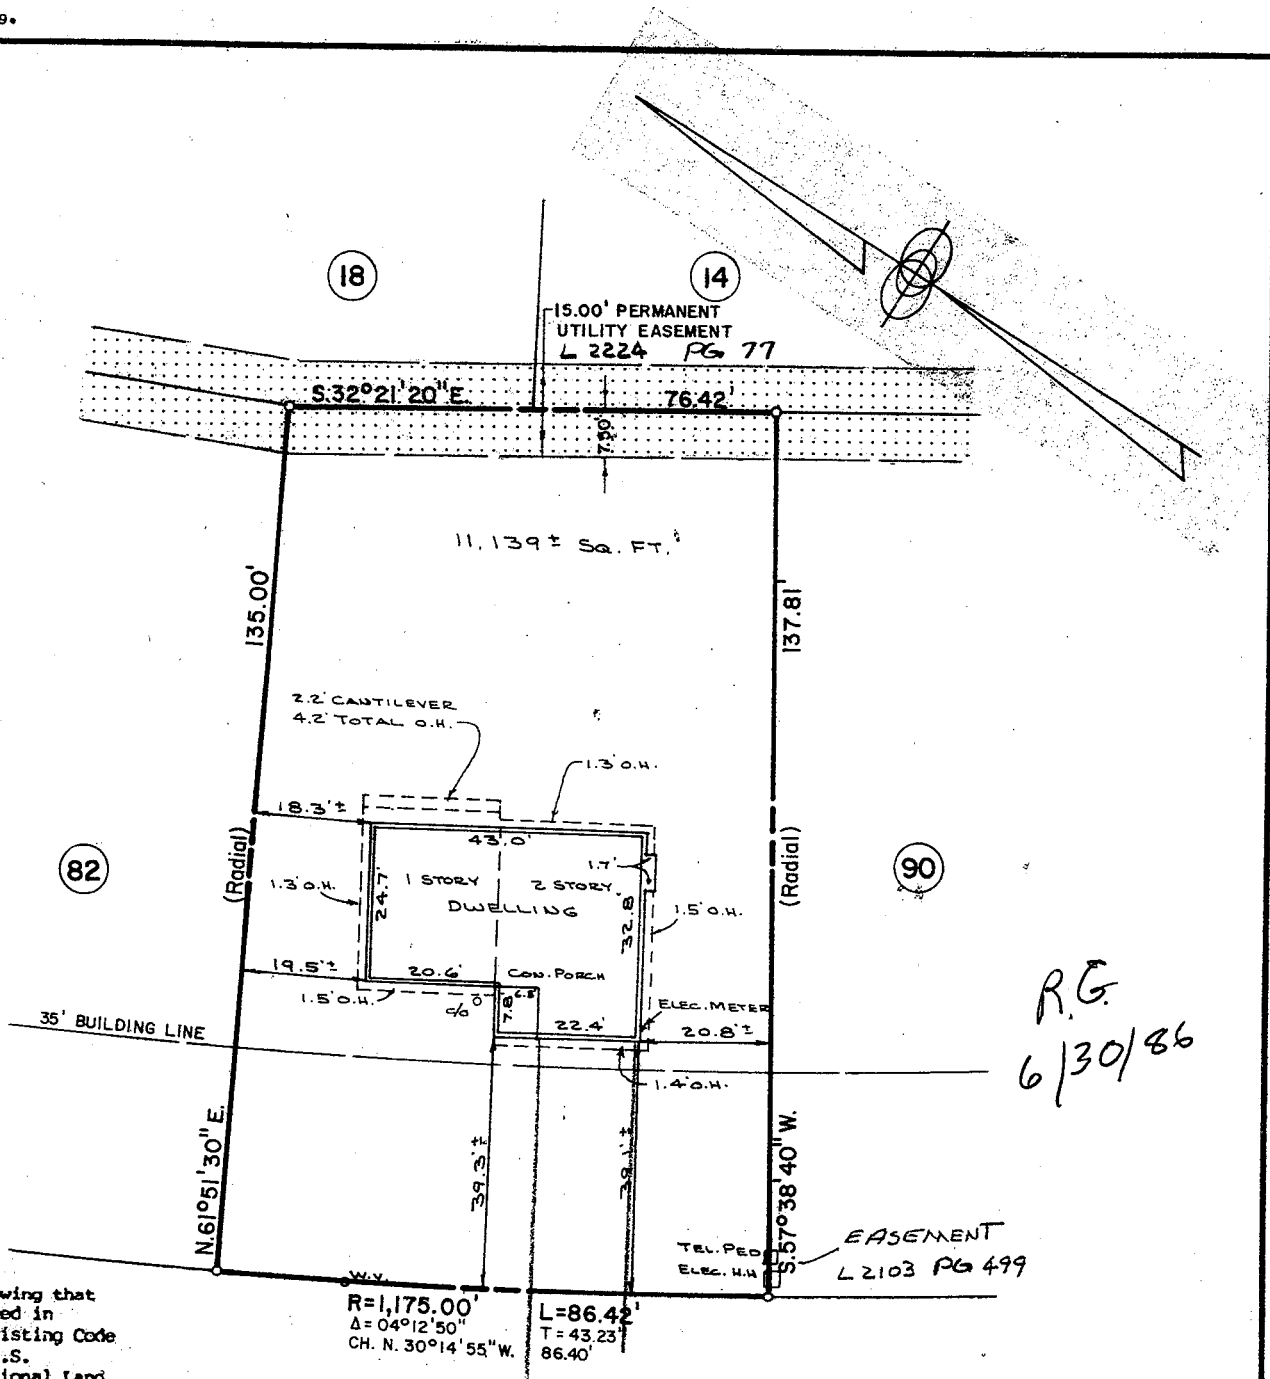 9.
18
14
15.00' PERMANENT
UTILITY EASEMENT
L 2224 PG. 77
S.32°21'20"E.
76.42'
7.50'
11,139± SQ. FT.
135.00'
137.81'
2.2' CANTILEVER
4.2' TOTAL O.H.
1.3' O.H.
18.3'±
43.0'
(Radial)
(Radial)
82
90
1.7'
1 STORY
2 STORY
DWELLING
1.3' O.H.
24.7'
32.8'
1.5' O.H.
19.5'±
20.6'
CON. PORCH
1.5' O.H.
c/o
7.8'
6.8'
ELEC. METER
22.4'
20.8'±
35' BUILDING LINE
1.4' O.H.
R.G.
6/30/86
39.3'±
N.61°51'30"E.
S.57°38'40"W.
TEL. PED
ELEC. H.H
EASEMENT
L 2103 PG 499
W.V.
R=1,175.00'
L=86.42'
Δ=04°12'50"
T=43.23'
CH. N.30°14'55"W.
86.40'
wing that
ed in
isting Code
.S.
ional Land